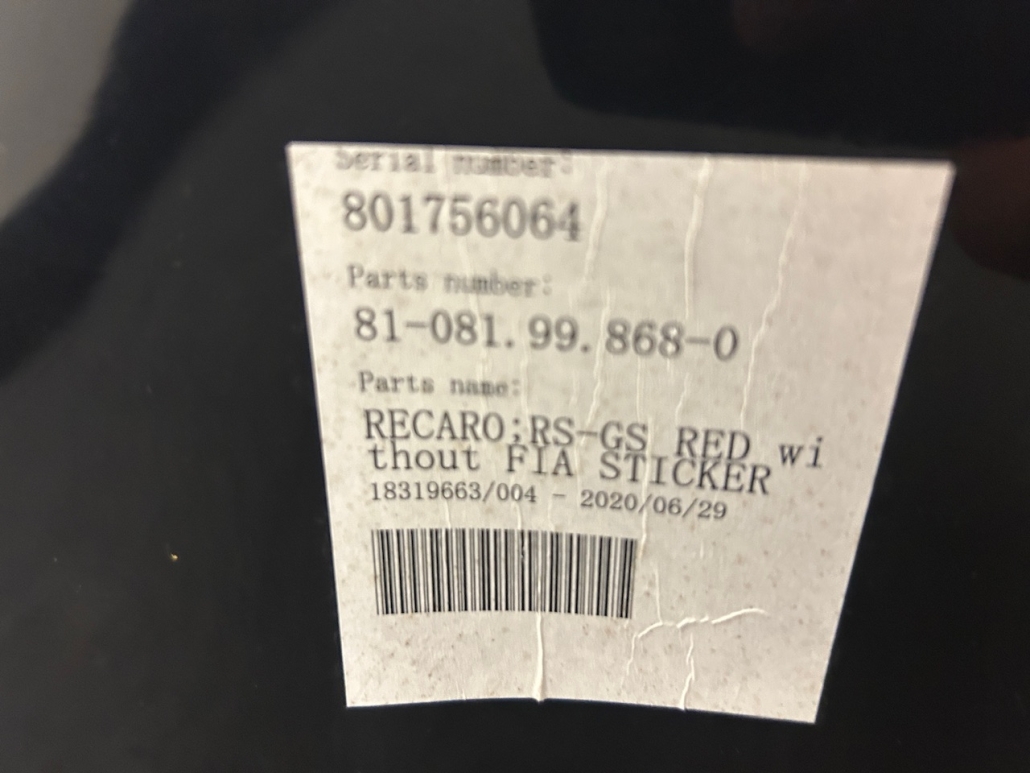 Serial number:
801756064
Parts number:
81-081.99.868-0
Parts name:
RECARO;RS-GS RED wi
thout FIA STICKER
18319663/004 - 2020/06/29